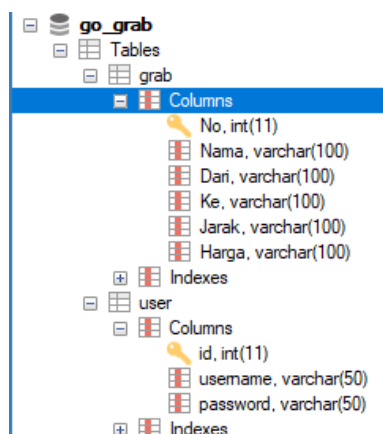 go_grab
Tables
grab
Columns
No, int(11)
Nama, varchar(100)
Dari, varchar(100)
Ke, varchar(100)
Jarak, varchar(100)
Harga, varchar(100)
Indexes
user
Columns
id, int(11)
username, varchar(50)
password, varchar(50)
Indexes